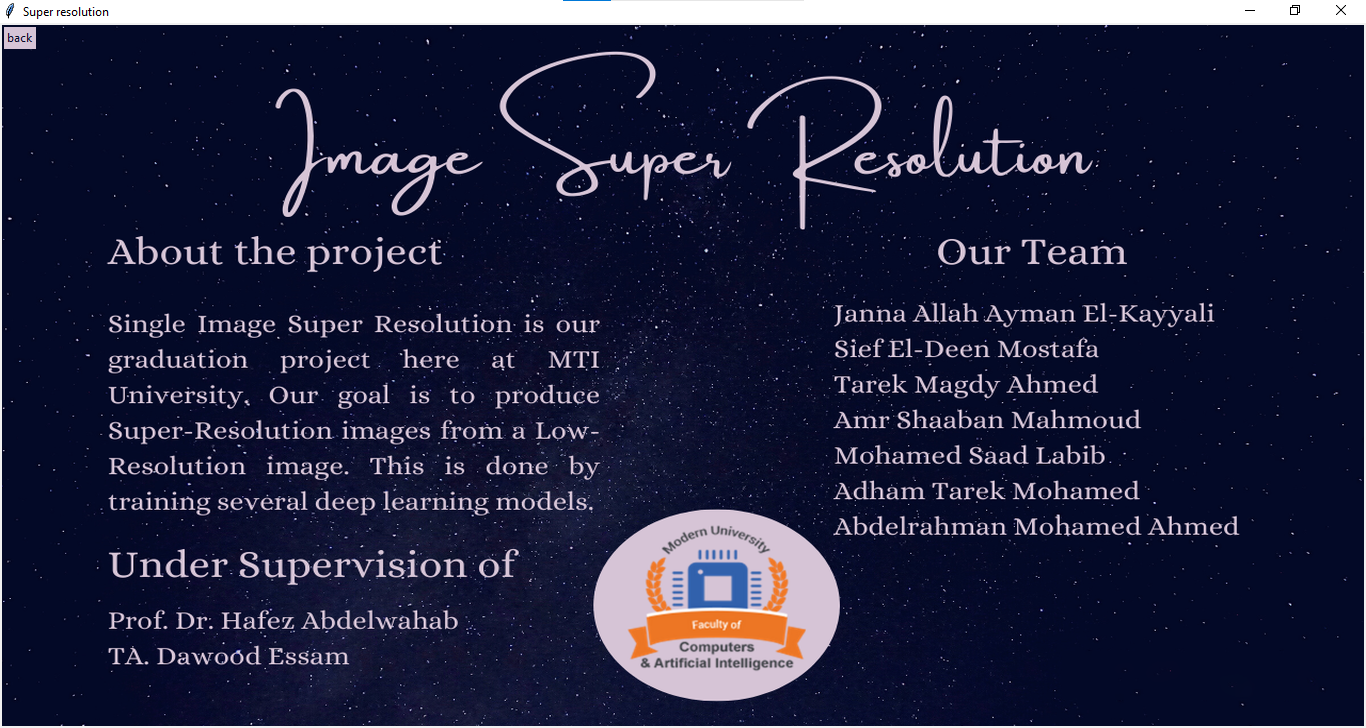 Super resolution
back
Image Super Resolution
About the project
Single Image Super Resolution is our
graduation project here at MTI
University. Our goal is to produce
Super-Resolution images from a Low-
Resolution image. This is done by
training several deep learning models.
Under Supervision of
Prof. Dr. Hafez Abdelwahab
TA. Dawood Essam
Our Team
Janna Allah Ayman El-Kayyali
Sief El-Deen Mostafa
Tarek Magdy Ahmed
Amr Shaaban Mahmoud
Mohamed Saad Labib
Adham Tarek Mohamed
Abdelrahman Mohamed Ahmed
Modern University
Faculty of
Computers
& Artificial Intelligence